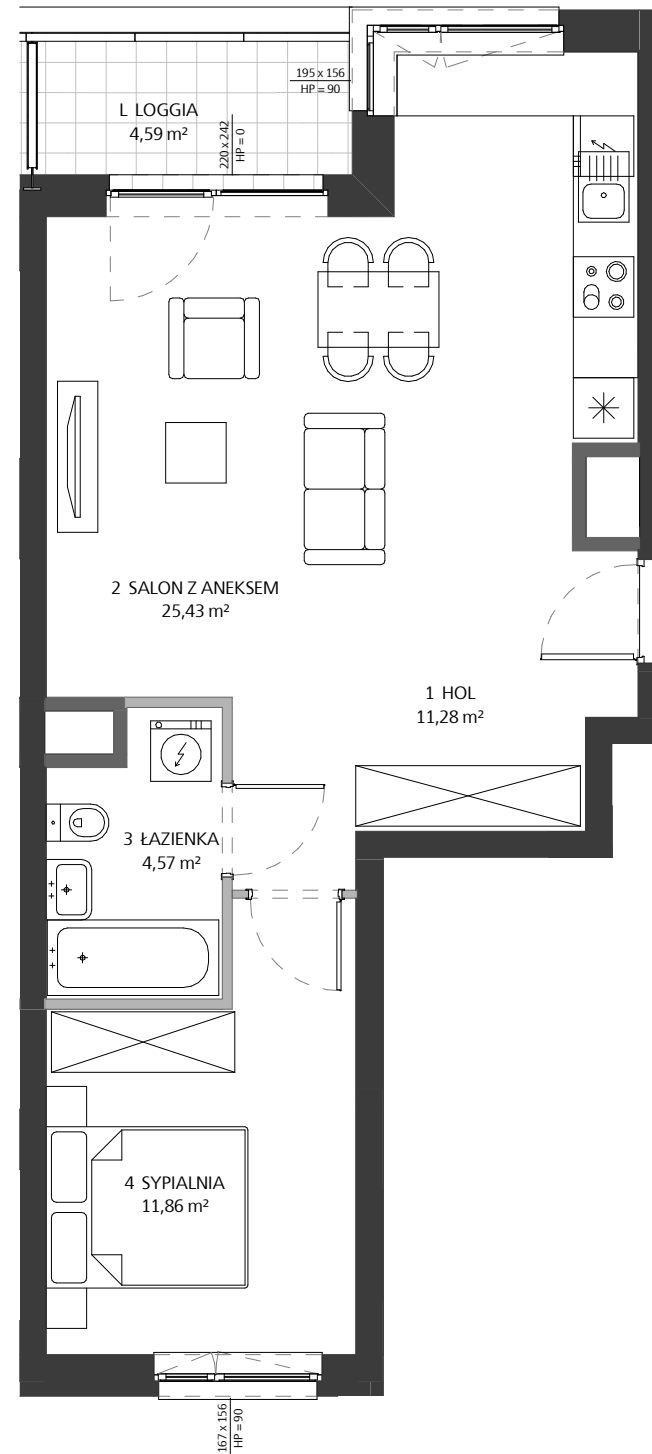 195 x 156
HP = 90
L LOGGIA
4,59 m²
220 x 242
HP = 0
2 SALON Z ANEKSEM
25,43 m²
1 HOL
11,28 m²
3 ŁAZIENKA
4,57 m²
4 SYPIALNIA
11,86 m²
167 x 156
HP = 90